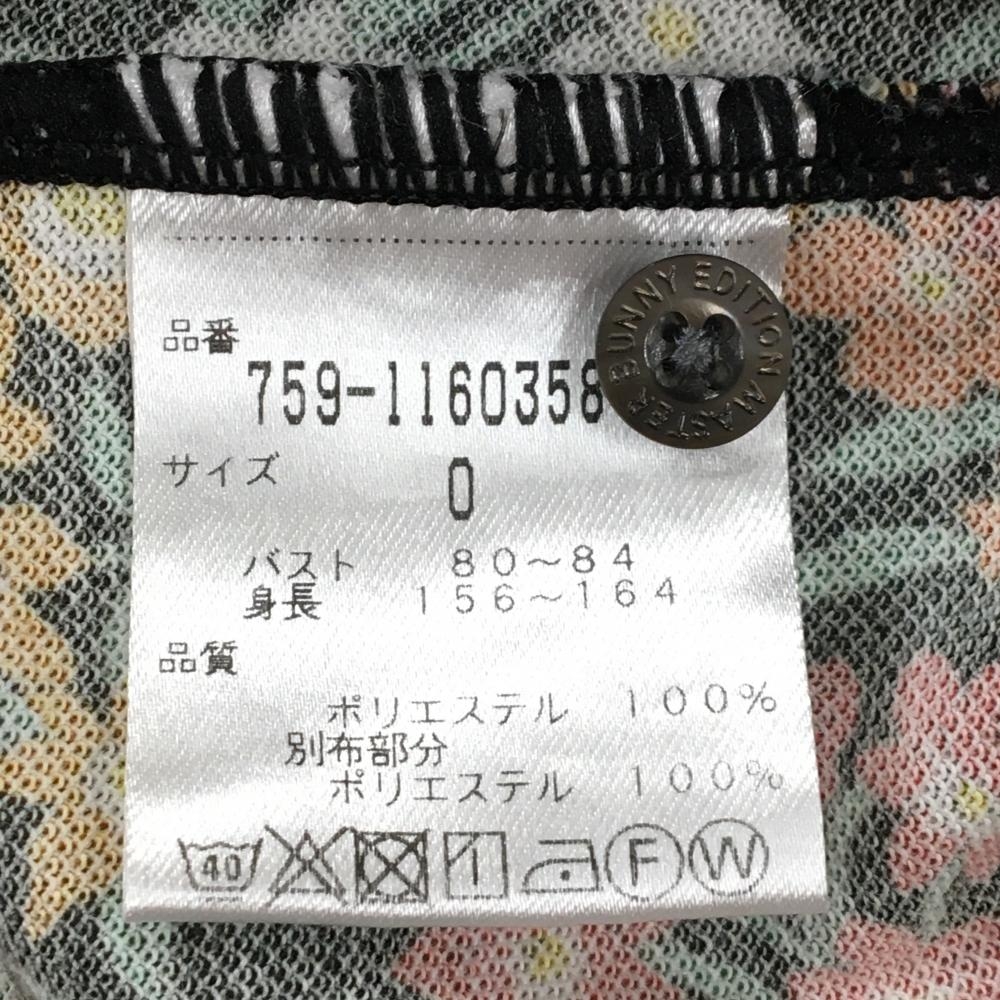 品番
759-1160358
MASTER BUNNY EDITION
サイズ
0
バスト 80～84
身長 156～164
品質
ポリエステル 100%
別布部分
ポリエステル 100%
40 F W